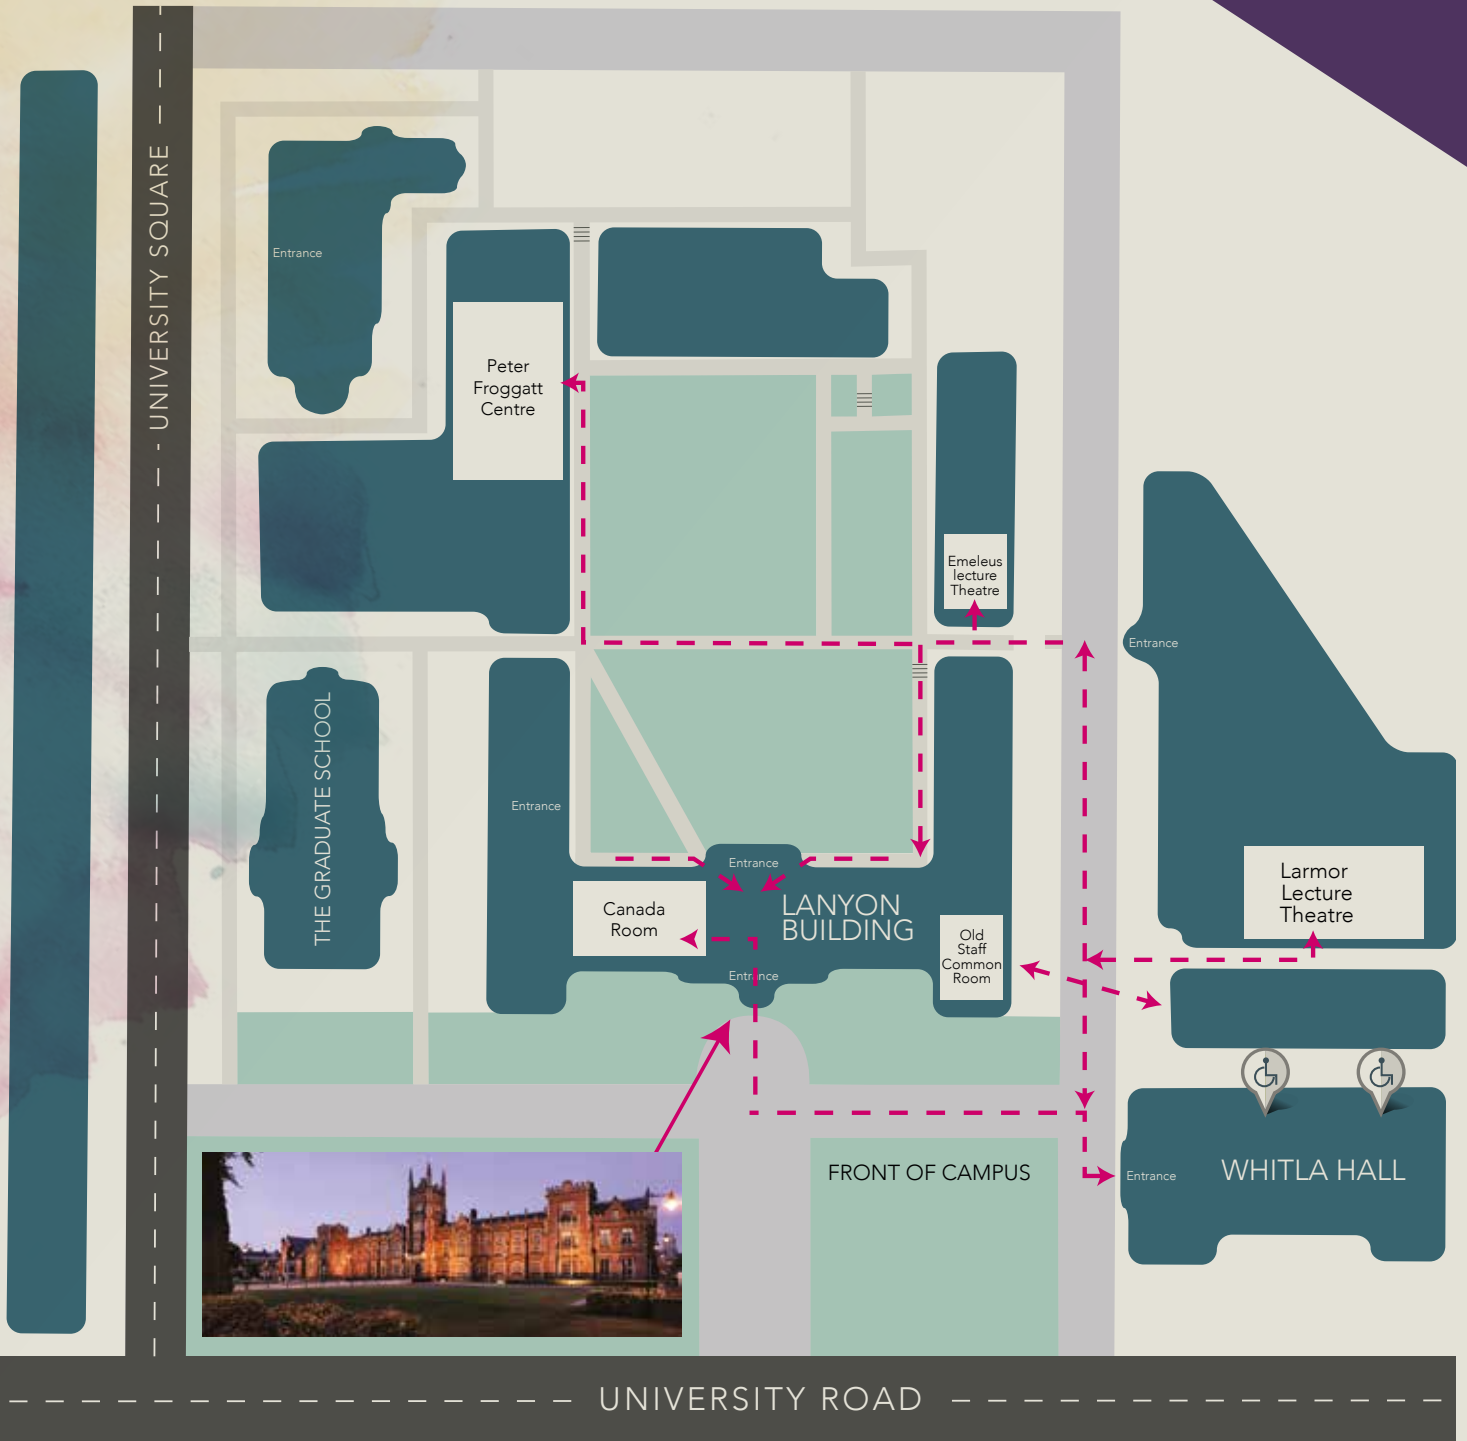 UNIVERSITY SQUARE
Entrance
Peter
Froggatt
Centre
Emeleus
lecture
Theatre
Entrance
THE GRADUATE SCHOOL
Entrance
Entrance
LANYON
BUILDING
Canada
Room
Old
Staff
Common
Room
Entrance
Larmor
Lecture
Theatre
FRONT OF CAMPUS
Entrance
WHITLA HALL
UNIVERSITY ROAD